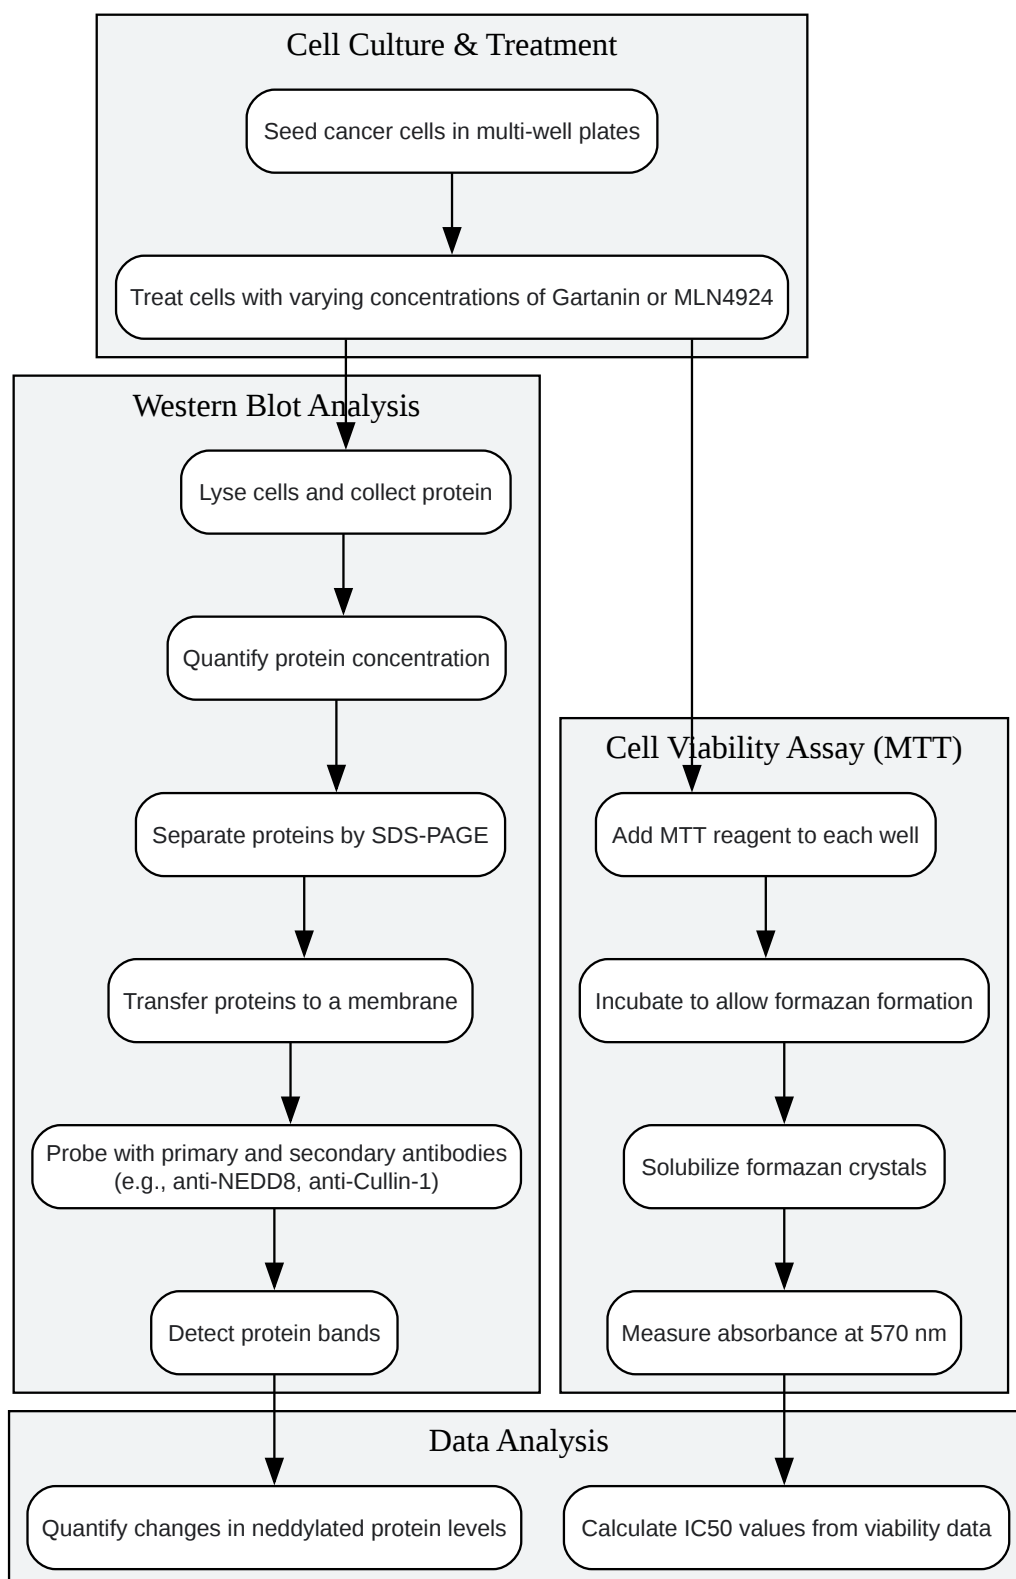 Cell Culture & Treatment
Seed cancer cells in multi-well plates
Treat cells with varying concentrations of Gartanin or MLN4924
Western Blot Analysis
Lyse cells and collect protein
Quantify protein concentration
Separate proteins by SDS-PAGE
Transfer proteins to a membrane
Probe with primary and secondary antibodies
(e.g., anti-NEDD8, anti-Cullin-1)
Detect protein bands
Cell Viability Assay (MTT)
Add MTT reagent to each well
Incubate to allow formazan formation
Solubilize formazan crystals
Measure absorbance at 570 nm
Data Analysis
Quantify changes in neddylated protein levels
Calculate IC50 values from viability data